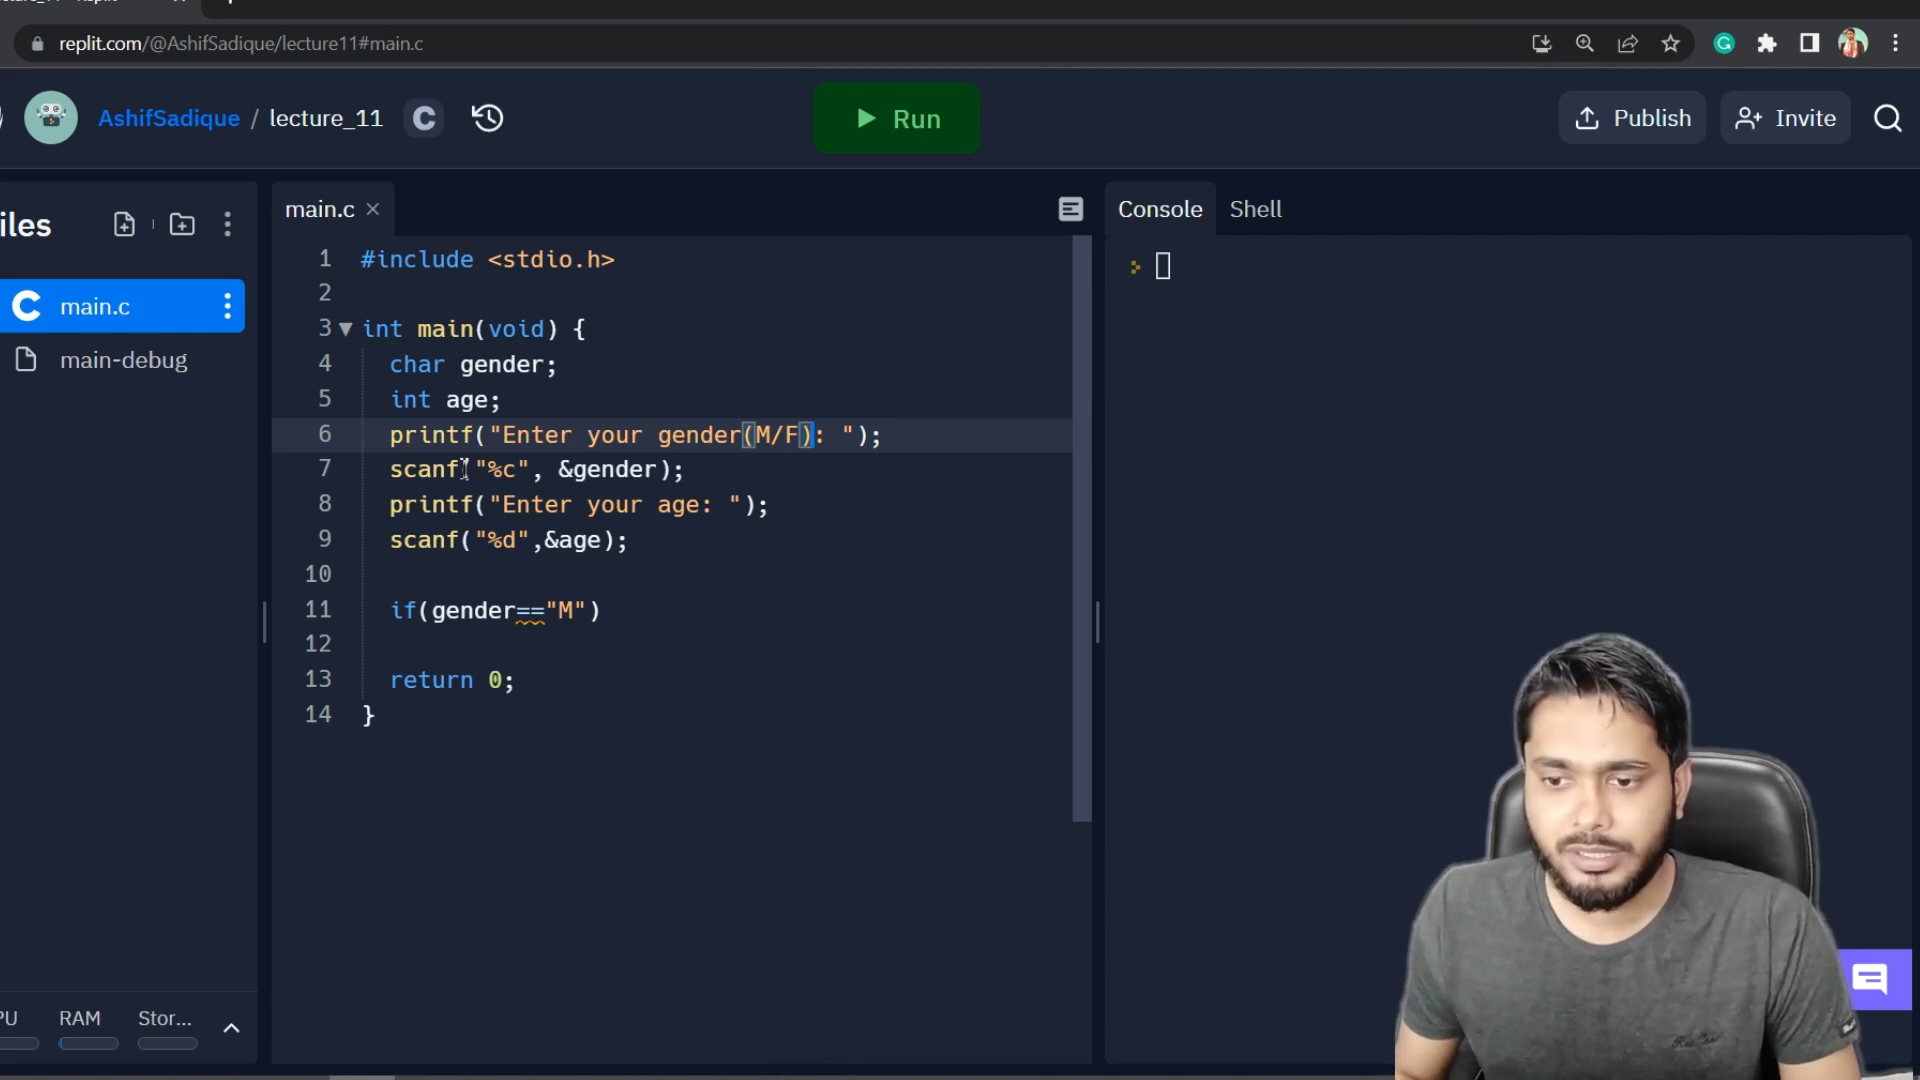 replit.com/@AshifSadique/lecture11#main.c
AshifSadique / lecture_11
Run
Publish
Invite
iles
main.c
Console
Shell
main.c
main-debug
1 #include <stdio.h>
2
3 int main(void) {
4 char gender;
5 int age;
6 printf("Enter your gender(M/F): ");
7 scanf("%c", &gender);
8 printf("Enter your age: ");
9 scanf("%d",&age);
10
11 if(gender=="M")
12
13 return 0;
14 }
PU
RAM
Stor...